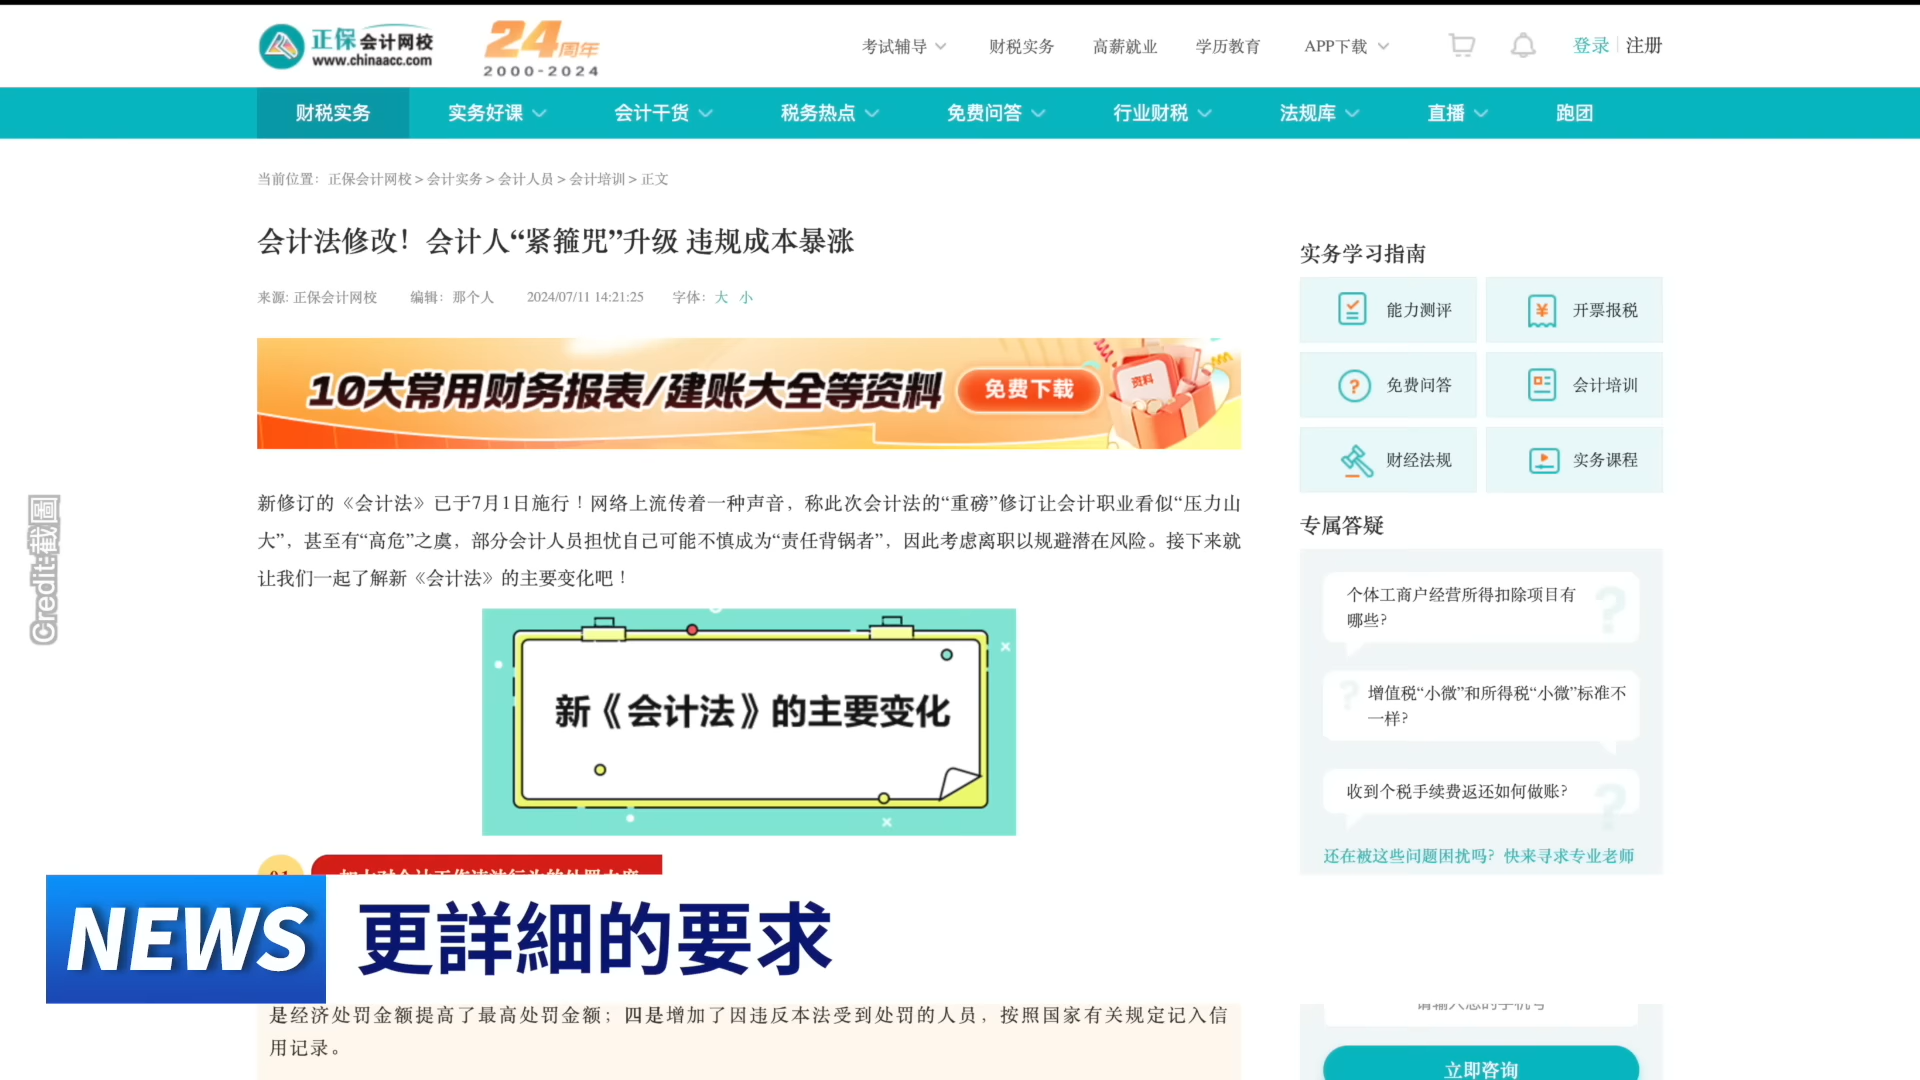 正保会计网校
www.chinaacc.com
24周年
2000-2024
考试辅导
财税实务
高薪就业
学历教育
APP下载
登录
注册
财税实务
实务好课
会计干货
税务热点
免费问答
行业财税
法规库
直播
跑团
当前位置：正保会计网校 > 会计实务 > 会计人员 > 会计培训 > 正文
会计法修改！会计人“紧箍咒”升级 违规成本暴涨
来源: 正保会计网校
编辑：那个人
2024/07/11 14:21:25
字体：大 小
10大常用财务报表/建账大全等资料
免费下载
资料
新修订的《会计法》已于7月1日施行！网络上流传着一种声音，称此次会计法的“重磅”修订让会计职业看似“压力山
大”，甚至有“高危”之虞，部分会计人员担忧自己可能不慎成为“责任背锅者”，因此考虑离职以规避潜在风险。接下来就
让我们一起了解新《会计法》的主要变化吧！
新《会计法》的主要变化
是经济处罚金额提高了最高处罚金额；四是增加了因违反本法受到处罚的人员，按照国家有关规定记入信
用记录。
实务学习指南
能力测评
开票报税
免费问答
会计培训
财经法规
实务课程
专属答疑
个体工商户经营所得扣除项目有
哪些?
增值税“小微”和所得税“小微”标准不
一样?
收到个税手续费返还如何做账?
还在被这些问题困扰吗？快来寻求专业老师
立即咨询
NEWS
更詳細的要求
Credit:截圖